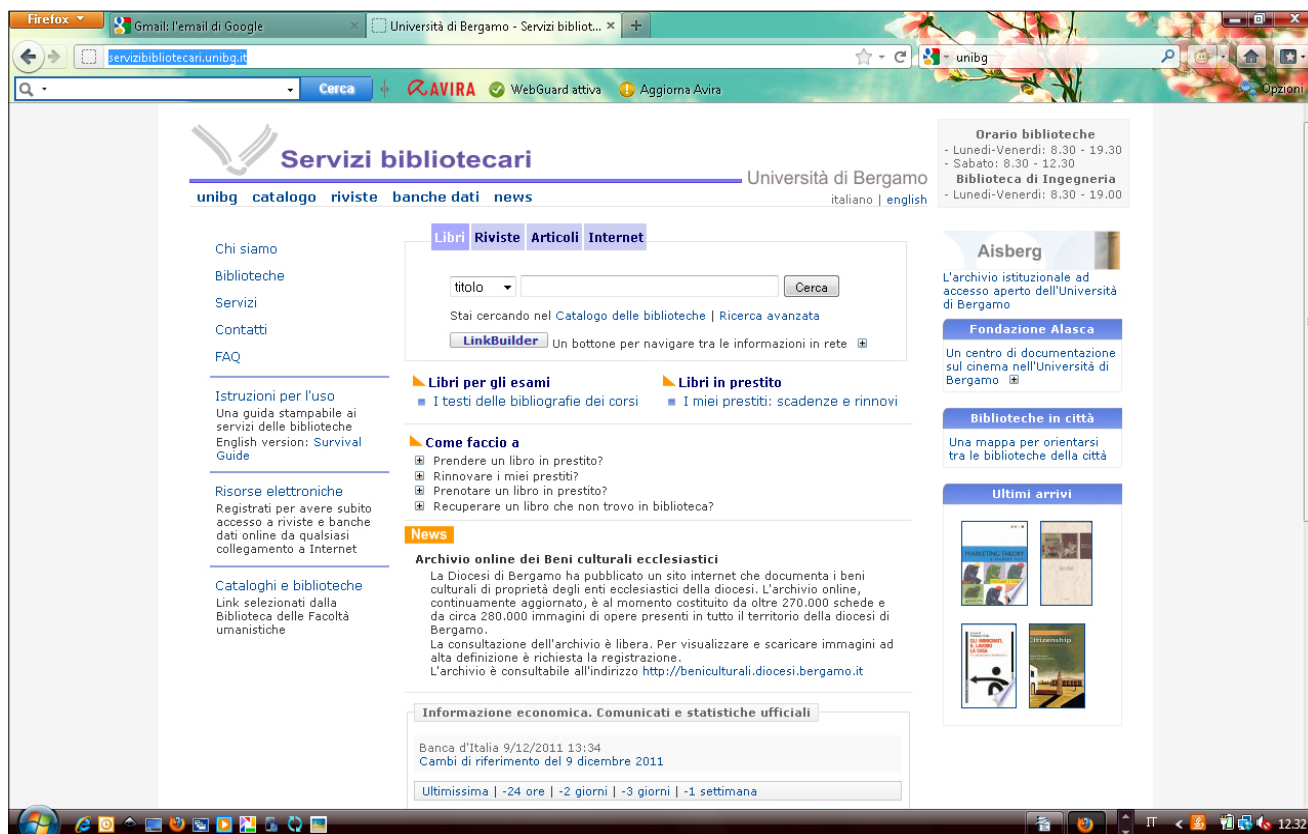 Firefox
Gmail: l'email di Google
Università di Bergamo - Servizi bibliot...
servizibibliotecari.unibg.it
unibg
Cerca
AVIRA
WebGuard attiva
Aggiorna Avira
Opzioni
Servizi bibliotecari
Università di Bergamo
unibg catalogo riviste banche dati news
italiano | english
Orario biblioteche
- Lunedì-Venerdì: 8.30 - 19.30
- Sabato: 8.30 - 12.30
Biblioteca di Ingegneria
- Lunedì-Venerdì: 8.30 - 19.00
Chi siamo
Biblioteche
Servizi
Contatti
FAQ
Istruzioni per l'uso
Una guida stampabile ai
servizi delle biblioteche
English version: Survival
Guide
Risorse elettroniche
Registrati per avere subito
accesso a riviste e banche
dati online da qualsiasi
collegamento a Internet
Cataloghi e biblioteche
Link selezionati dalla
Biblioteca delle Facoltà
umanistiche
Libri Riviste Articoli Internet
titolo
Cerca
Stai cercando nel Catalogo delle biblioteche | Ricerca avanzata
LinkBuilder Un bottone per navigare tra le informazioni in rete
Libri per gli esami
I testi delle bibliografie dei corsi
Libri in prestito
I miei prestiti: scadenze e rinnovi
Come faccio a
Prendere un libro in prestito?
Rinnovare i miei prestiti?
Prenotare un libro in prestito?
Recuperare un libro che non trovo in biblioteca?
News
Archivio online dei Beni culturali ecclesiastici
La Diocesi di Bergamo ha pubblicato un sito internet che documenta i beni
culturali di proprietà degli enti ecclesiastici della diocesi. L'archivio online,
continuamente aggiornato, è al momento costituito da oltre 270.000 schede e
da circa 280.000 immagini di opere presenti in tutto il territorio della diocesi di
Bergamo.
La consultazione dell'archivio è libera. Per visualizzare e scaricare immagini ad
alta definizione è richiesta la registrazione.
L'archivio è consultabile all'indirizzo http://beniculturali.diocesi.bergamo.it
Informazione economica. Comunicati e statistiche ufficiali
Banca d'Italia 9/12/2011 13:34
Cambi di riferimento del 9 dicembre 2011
Ultimissima | -24 ore | -2 giorni | -3 giorni | -1 settimana
Aisberg
L'archivio istituzionale ad
accesso aperto dell'Università
di Bergamo
Fondazione Alasca
Un centro di documentazione
sul cinema nell'Università di
Bergamo
Biblioteche in città
Una mappa per orientarsi
tra le biblioteche della città
Ultimi arrivi
MARKETING THEORY
GLI IMMIGRATI,
IL LAVORO
LA CASA
Citizenship
IT
12.32